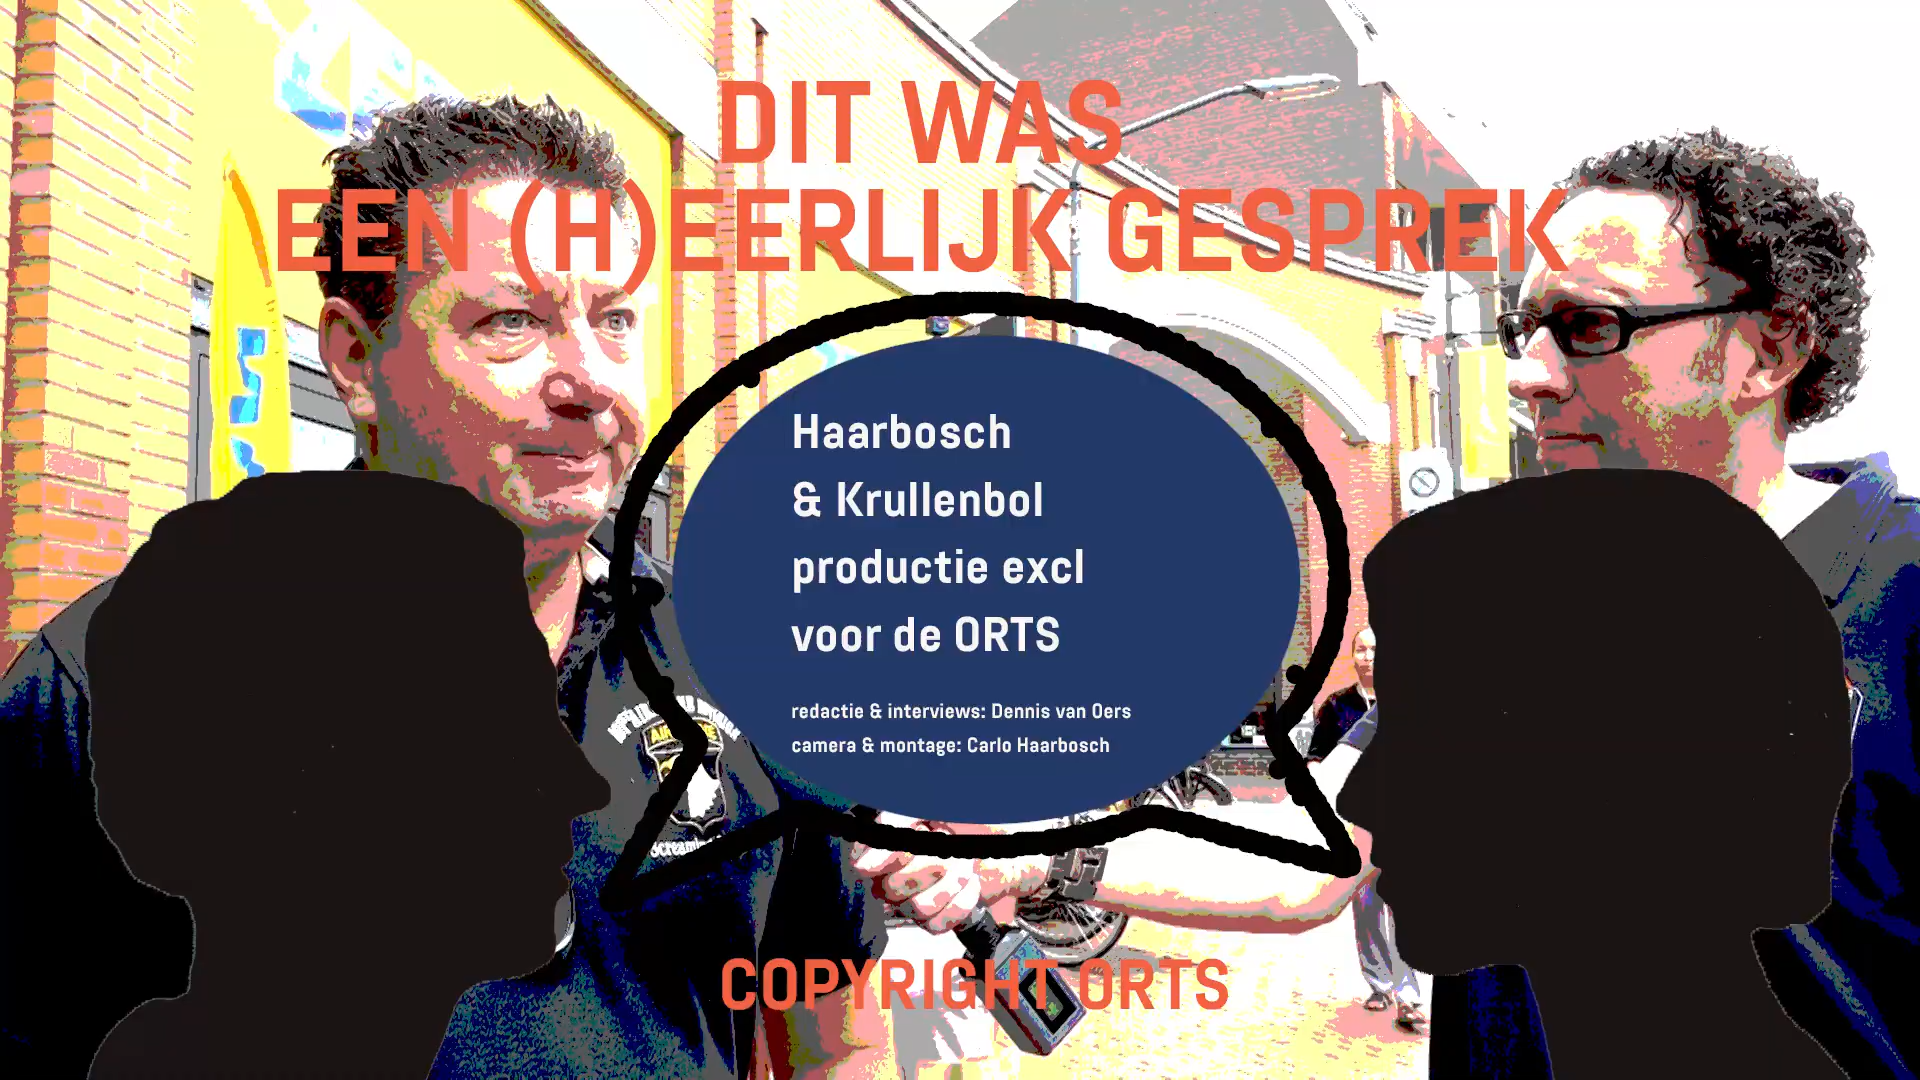 DIT WAS
EEN (H)EERLIJK GESPREK
Haarbosch
& Krullenbol
productie excl
voor de ORTS
redactie & interviews: Dennis van Oers
camera & montage: Carlo Haarbosch
COPYRIGHT ORTS